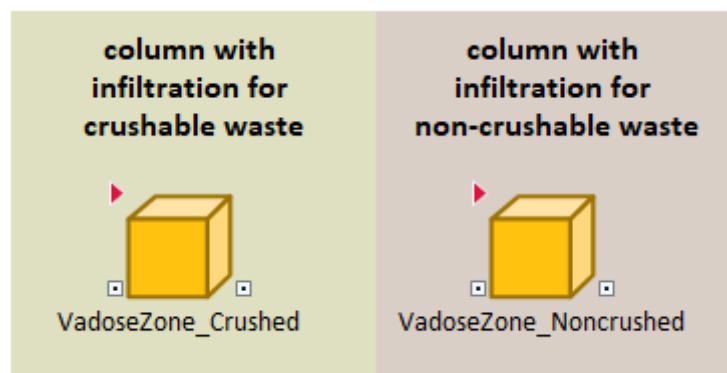 column with
infiltration for
crushable waste
VadoseZone_Crushed
column with
infiltration for
non-crushable waste
VadoseZone_Noncrushed